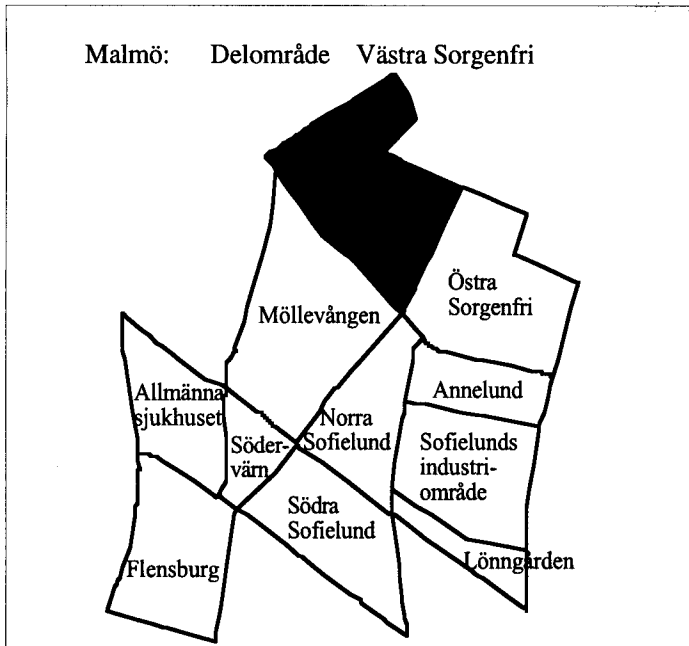 Malmö: Delområde Västra Sorgenfri
Östra
Sorgenfri
Möllevången
Annelund
Allmänna
sjukhuset
Norra
Sofielund
Söder-
värn
Sofielunds
industri-
område
Södra
Sofielund
Lönngården
Flensburg